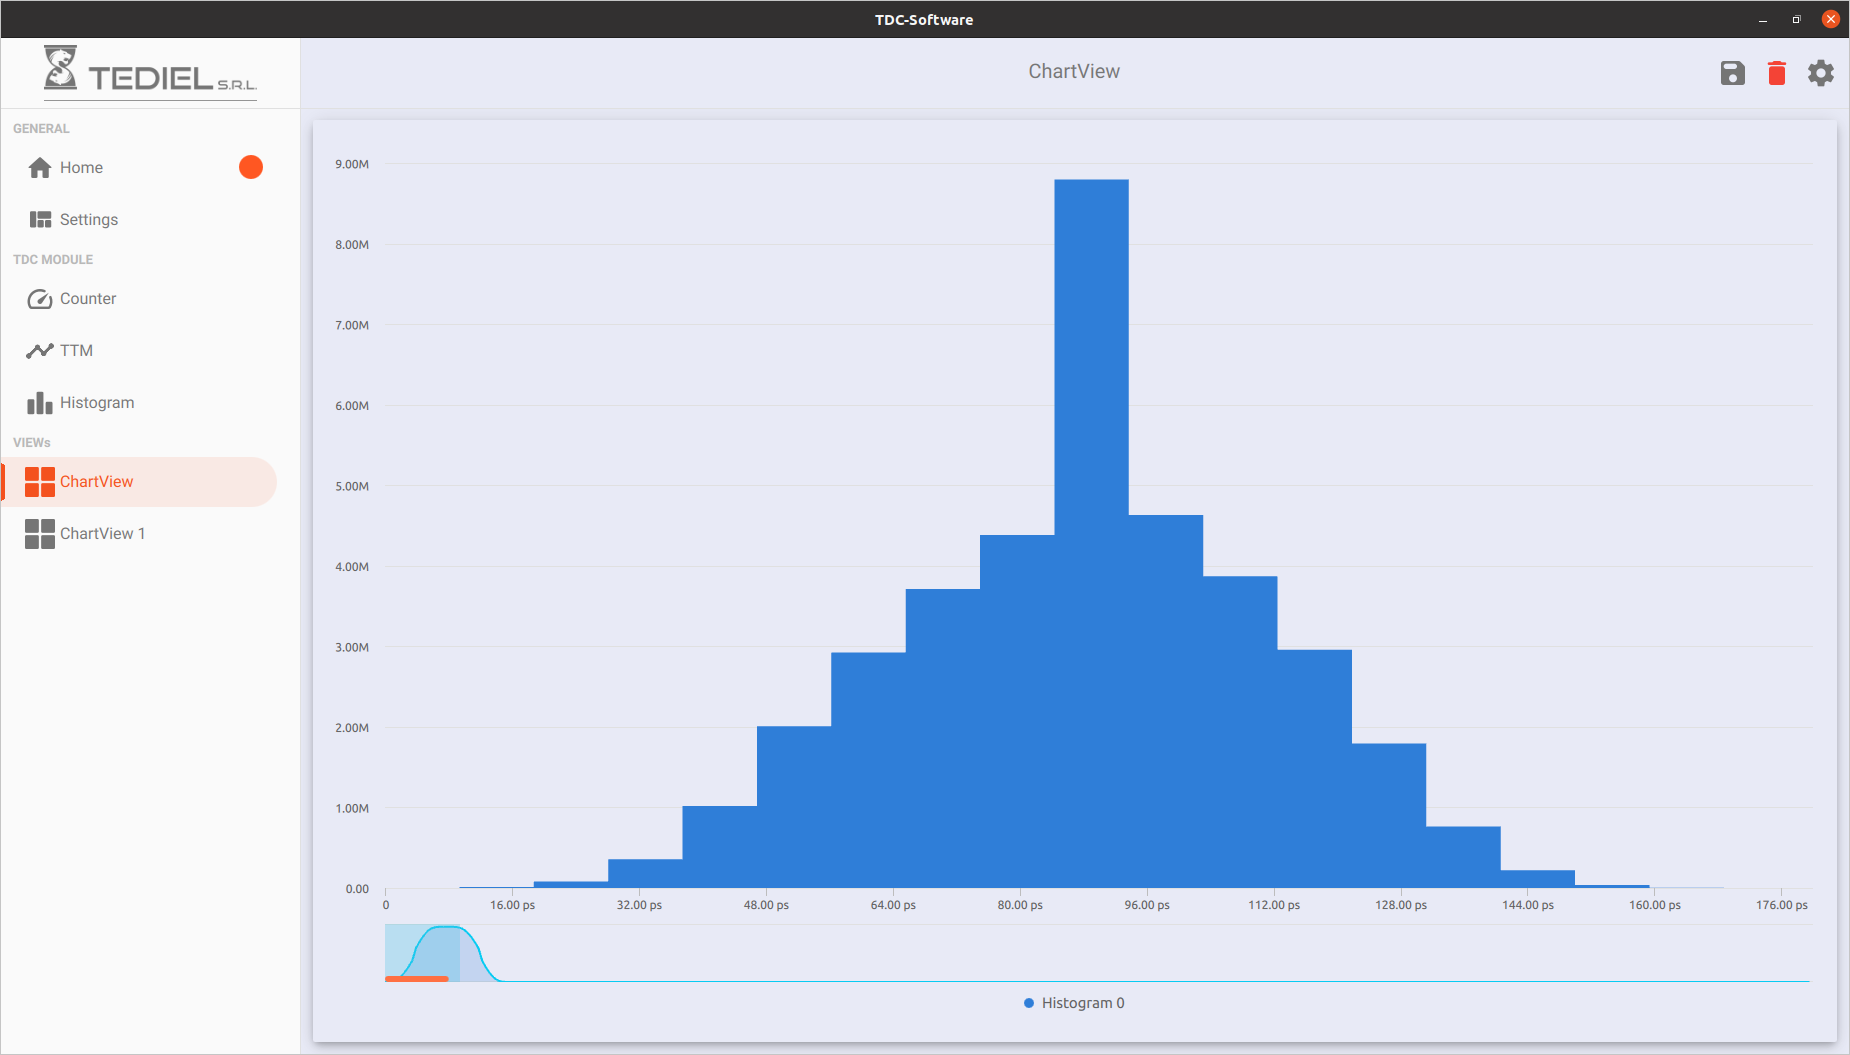 TDC-Software
TEDIEL S.R.L.
ChartView
GENERAL
Home
Settings
TDC MODULE
Counter
TTM
Histogram
VIEWs
ChartView
ChartView 1
9.00M
8.00M
7.00M
6.00M
5.00M
4.00M
3.00M
2.00M
1.00M
0.00
0 16.00 ps 32.00 ps 48.00 ps 64.00 ps 80.00 ps 96.00 ps 112.00 ps 128.00 ps 144.00 ps 160.00 ps 176.00 ps
Histogram 0